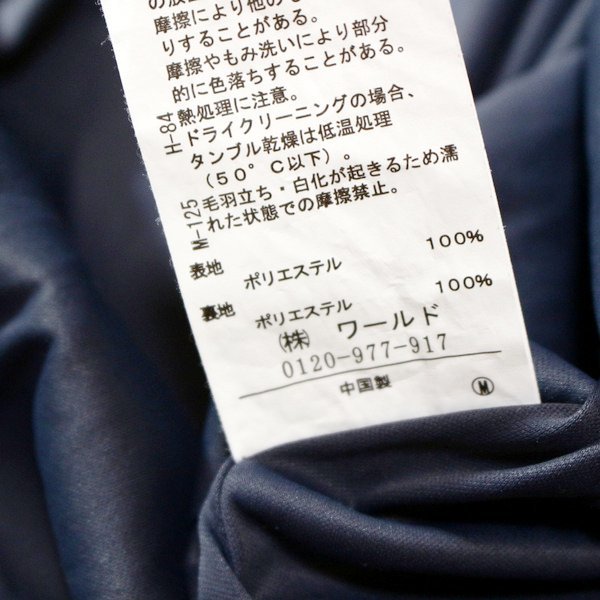 摩擦により他の
りすることがある。
摩擦やもみ洗いにより部分
的に色落ちすることがある。
H-84
熱処理に注意。
ドライクリーニングの場合、
タンブル乾燥は低温処理
(50°C以下)。
M-125
毛羽立ち・白化が起きるため濡
れた状態での摩擦禁止。
表地 ポリエステル 100%
裏地 ポリエステル 100%
㈱ ワールド
0120-977-917
中国製 Ⓜ